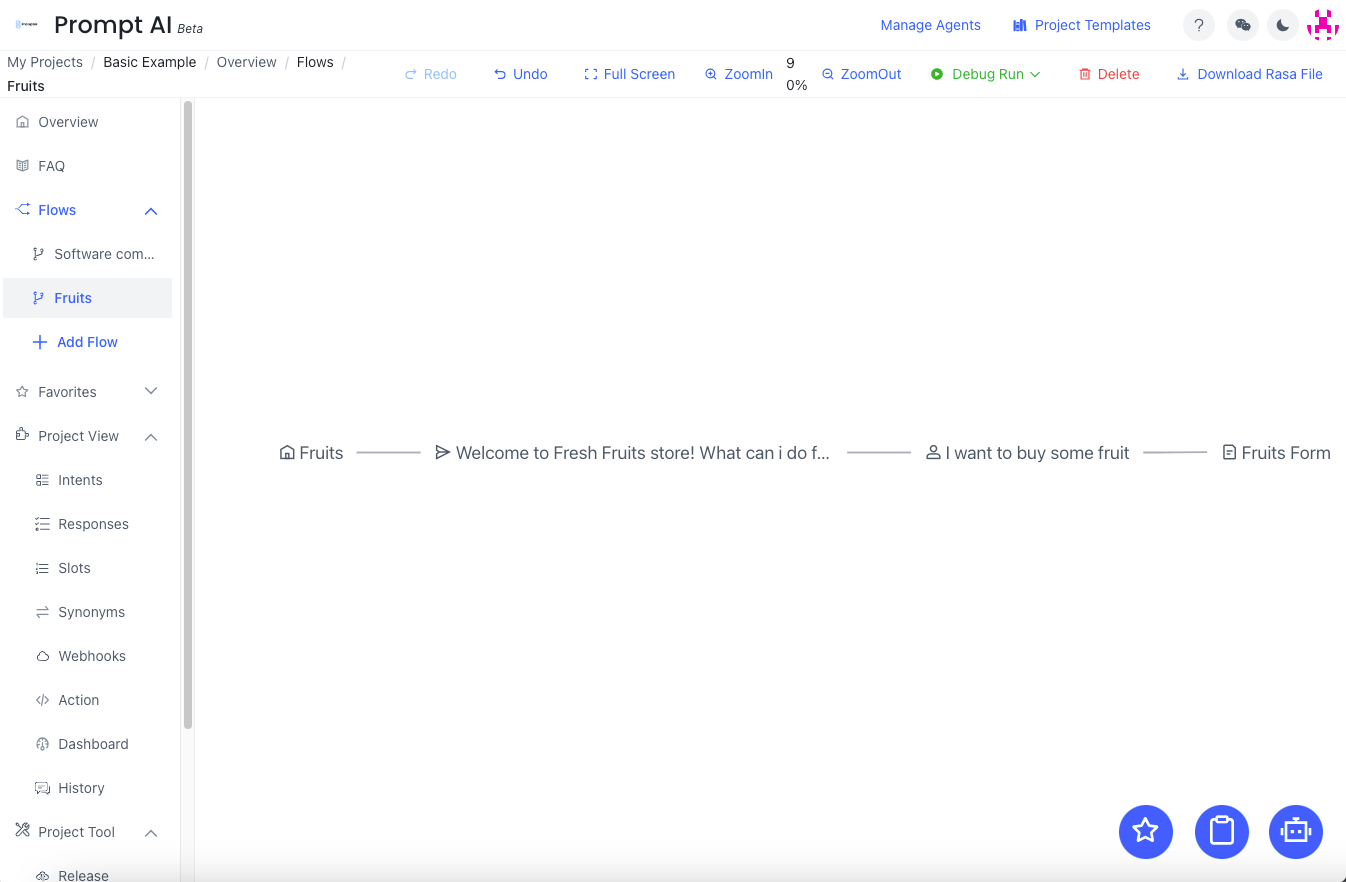 Prompt AI Beta
Manage Agents
Project Templates
?
My Projects / Basic Example / Overview / Flows /
Fruits
Redo
Undo
Full Screen
ZoomIn
9
0%
ZoomOut
Debug Run
Delete
Download Rasa File
Overview
FAQ
Flows
Software com...
Fruits
Add Flow
Favorites
Project View
Intents
Responses
Slots
Synonyms
Webhooks
Action
Dashboard
History
Project Tool
Release
Fruits
Welcome to Fresh Fruits store! What can i do f...
I want to buy some fruit
Fruits Form